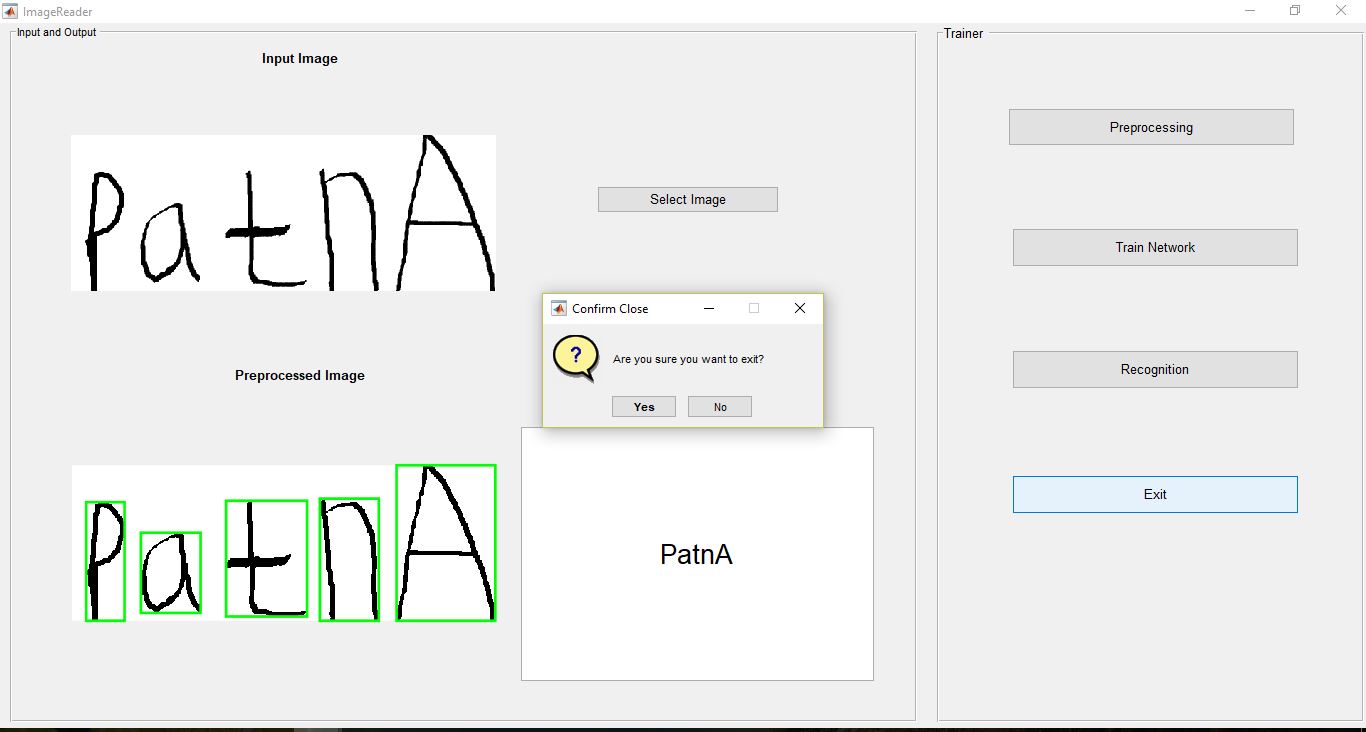 ImageReader
Input and Output
Input Image
PatnA
Select Image
Preprocessed Image
PatnA
PatnA
Confirm Close
?
Are you sure you want to exit?
Yes
No
Trainer
Preprocessing
Train Network
Recognition
Exit